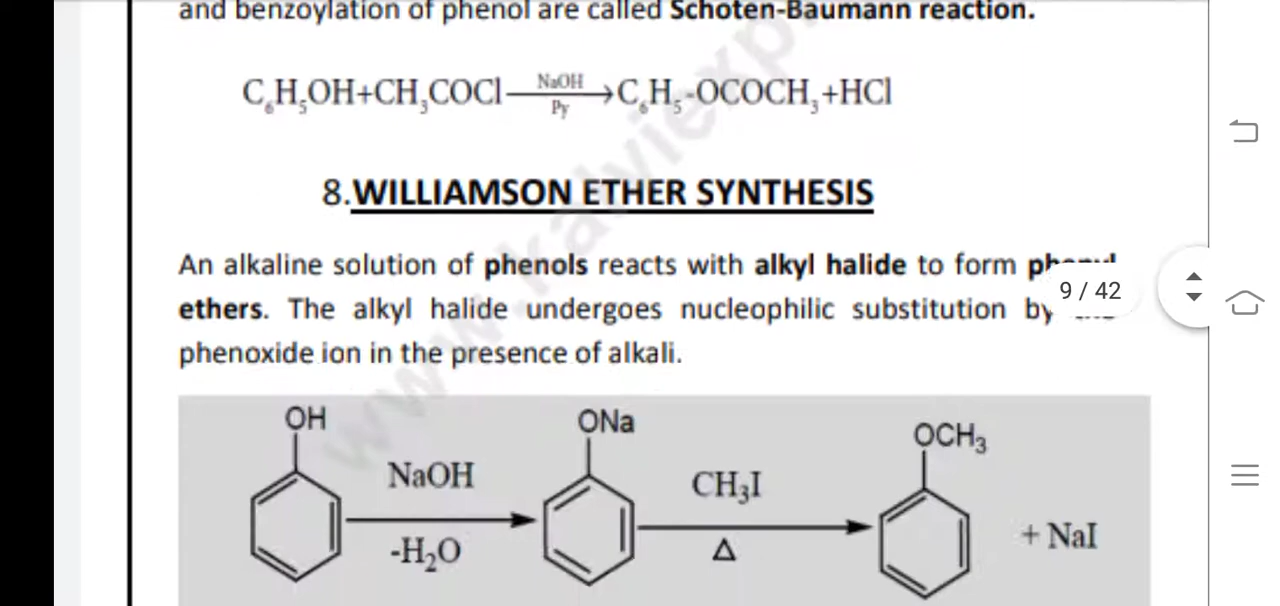 and benzoylation of phenol are called Schoten-Baumann reaction.
C₆H₅OH+CH₃COCl NaOH Py → C₆H₅-OCOCH₃+HCl
8.WILLIAMSON ETHER SYNTHESIS
An alkaline solution of phenols reacts with alkyl halide to form
9 / 42
ethers. The alkyl halide undergoes nucleophilic substitution by
phenoxide ion in the presence of alkali.
OH ONa OCH₃
NaOH CH₃I
-H₂O Δ + NaI